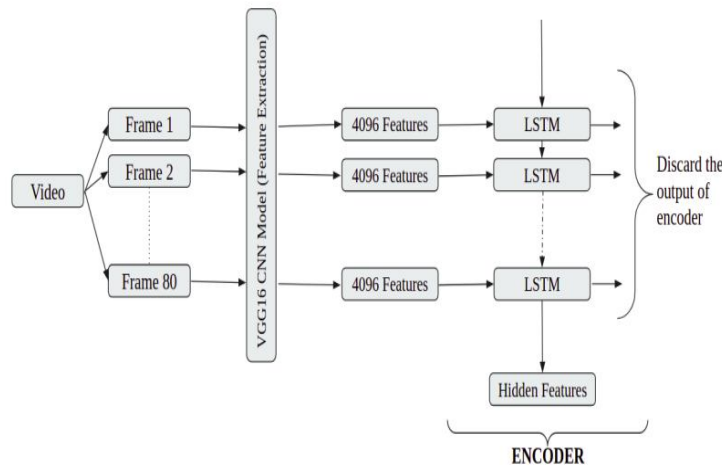 Video
Frame 1
Frame 2
Frame 80
VGG16 CNN Model (Feature Extraction)
4096 Features
4096 Features
4096 Features
LSTM
LSTM
LSTM
Hidden Features
Discard the
output of
encoder
ENCODER